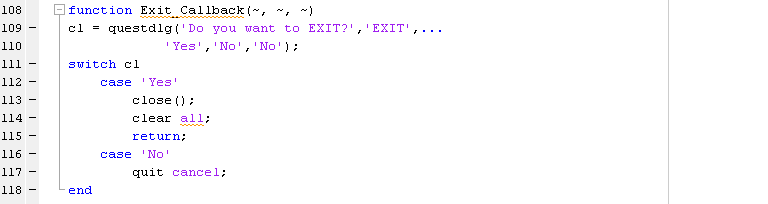 108 function Exit_Callback(~, ~, ~)
109 - cl = questdlg('Do you want to EXIT?','EXIT',...
110 'Yes','No','No');
111 - switch cl
112 - case 'Yes'
113 - close();
114 - clear all;
115 - return;
116 - case 'No'
117 - quit cancel;
118 - end